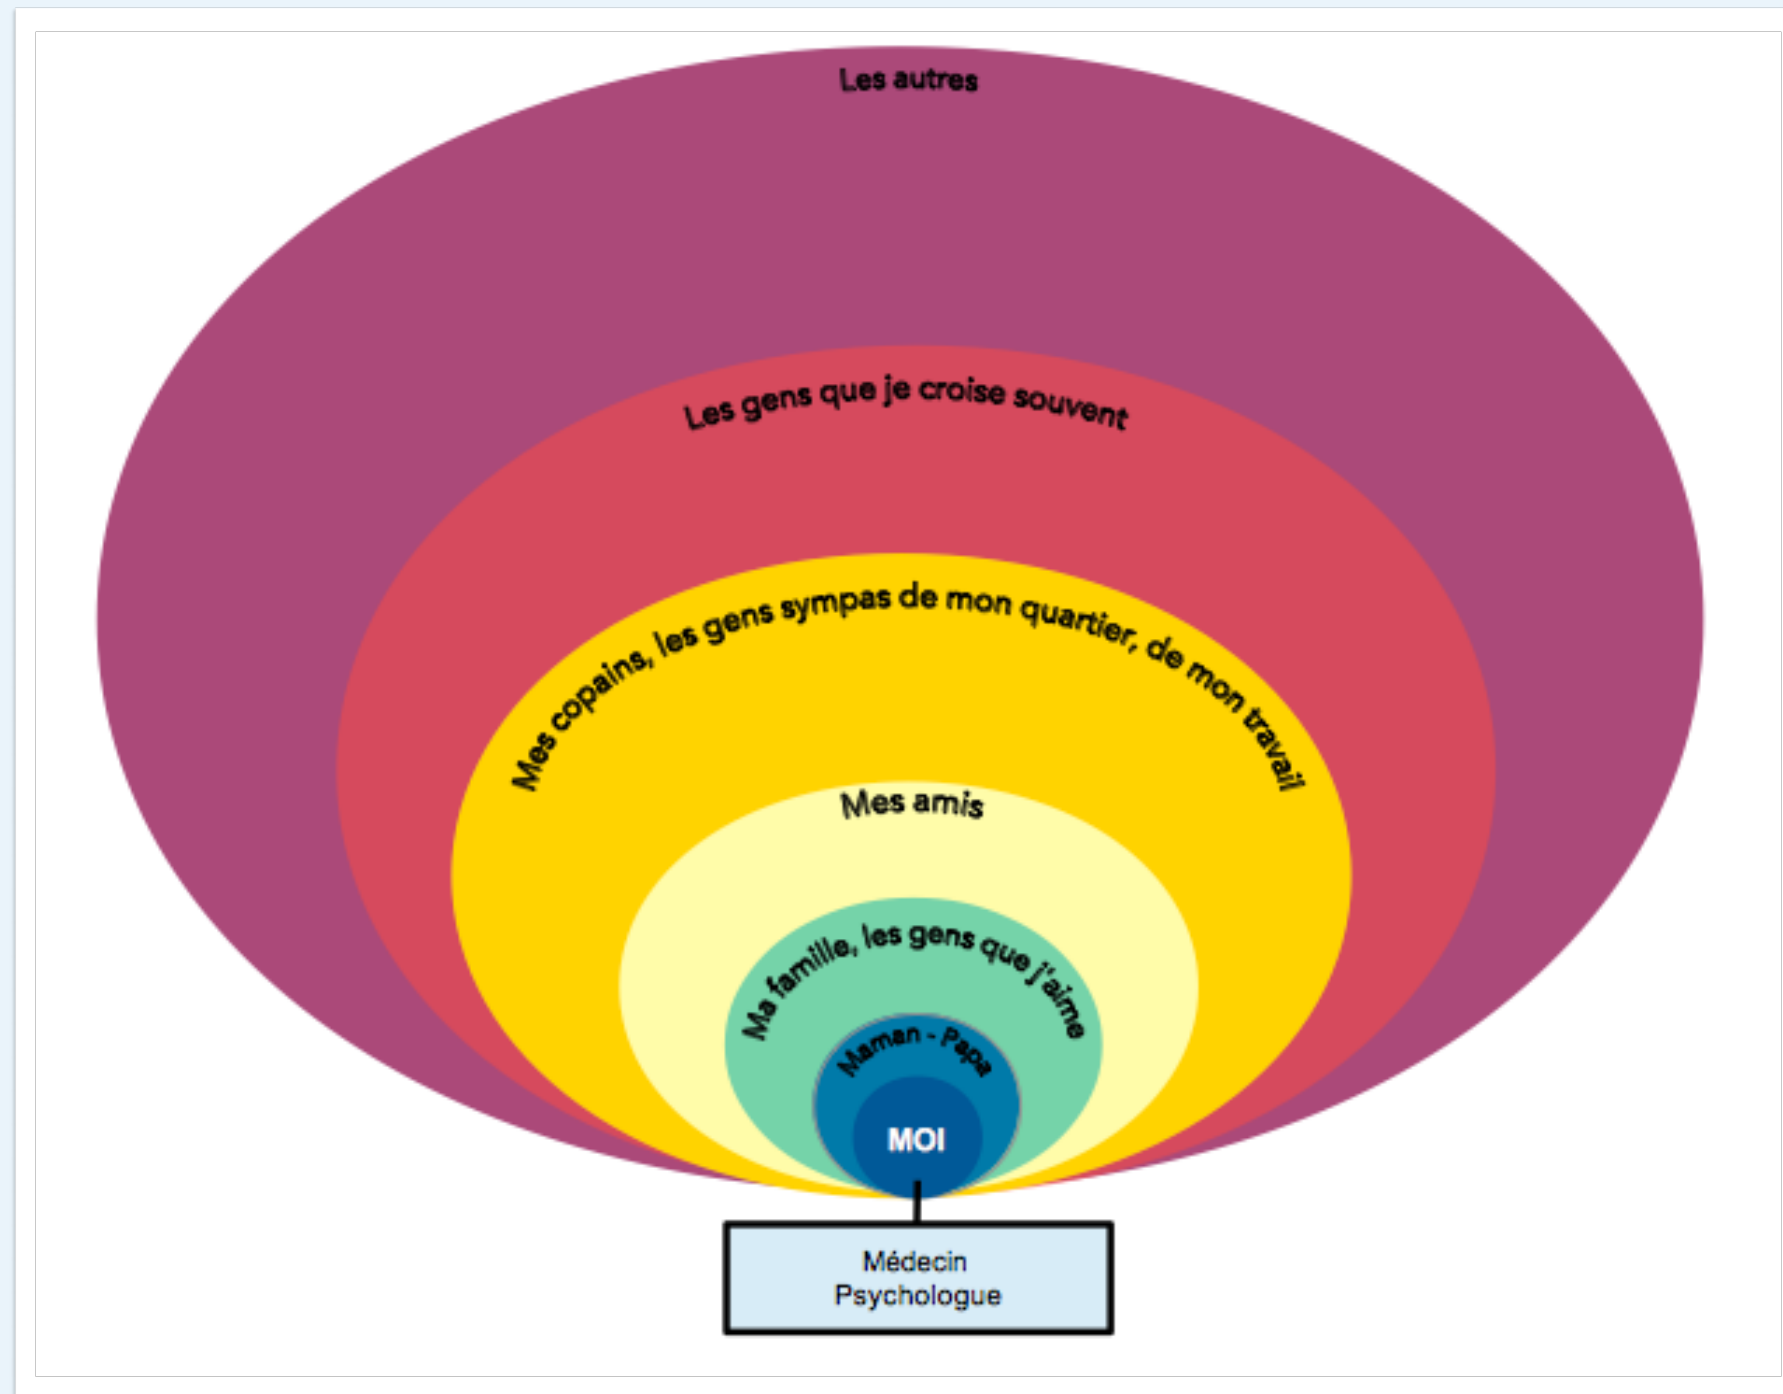 Les autres
Les gens que je croise souvent
Mes copains, les gens sympas de mon quartier, de mon travail
Mes amis
Ma famille, les gens que j'aime
Maman - Papa
MOI
Médecin
Psychologue